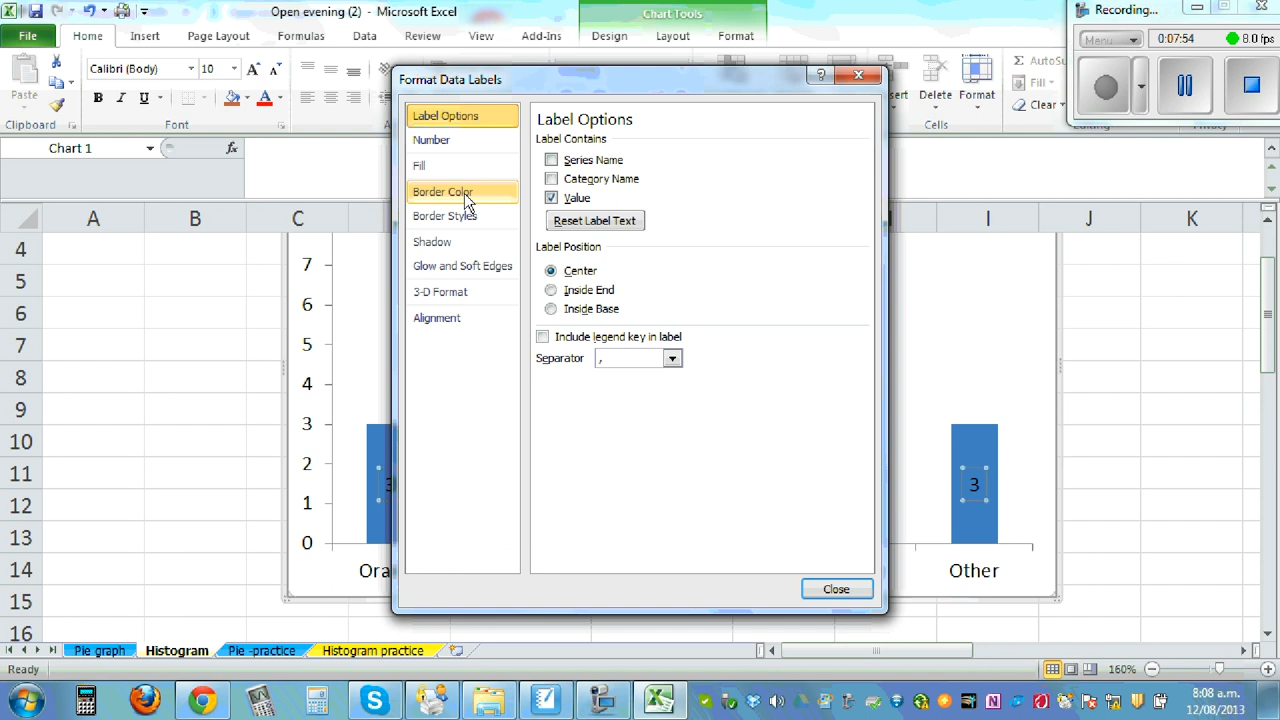 Open evening (2) - Microsoft Excel
Chart Tools
Recording...
File Home Insert Page Layout Formulas Data Review View Add-Ins Design Layout Format
Menu 0:07:54 8.0 fps
Paste
Calibri (Body) 10
B I U A
Clipboard Font
Delete Format
AutoSu
Fill
Clear
Cells
Chart 1 fx
Format Data Labels
Label Options
Number
Fill
Border Color
Border Styles
Shadow
Glow and Soft Edges
3-D Format
Alignment
Label Options
Label Contains
Series Name
Category Name
Value
Reset Label Text
Label Position
Center
Inside End
Inside Base
Include legend key in label
Separator ,
Close
A B C I J K
4
5
6
7
8
9
10
11
12
13
14
15
16
7
6
5
4
3
2
1
0
3
3
Ora
Other
Pie graph Histogram Pie -practice Histogram practice
Ready 160%
8:08 a.m.
12/08/2013